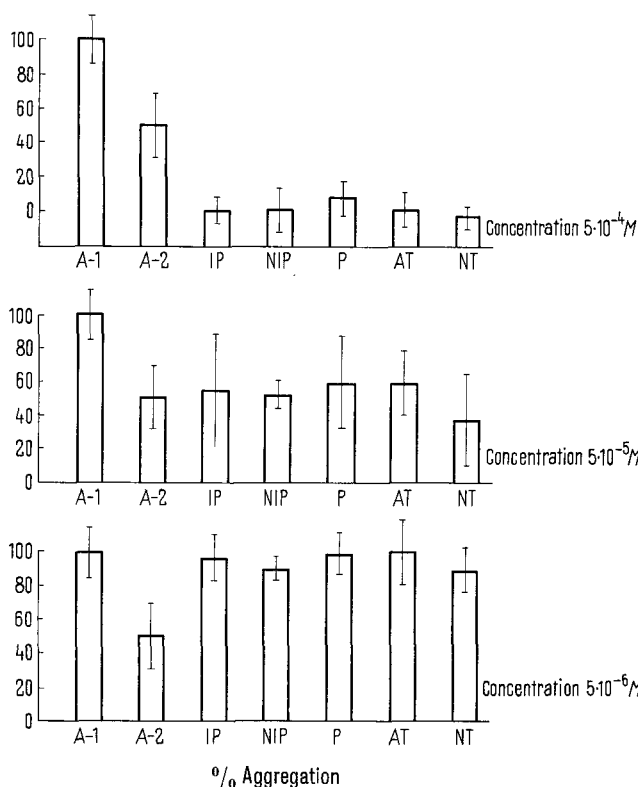 100
80
60
40
20
0
A-1 A-2 IP NIP P AT NT
Concentration 5·10⁻⁴M
100
80
60
40
20
0
A-1 A-2 IP NIP P AT NT
Concentration 5·10⁻⁵M
100
80
60
40
20
0
A-1 A-2 IP NIP P AT NT
Concentration 5·10⁻⁶M
% Aggregation